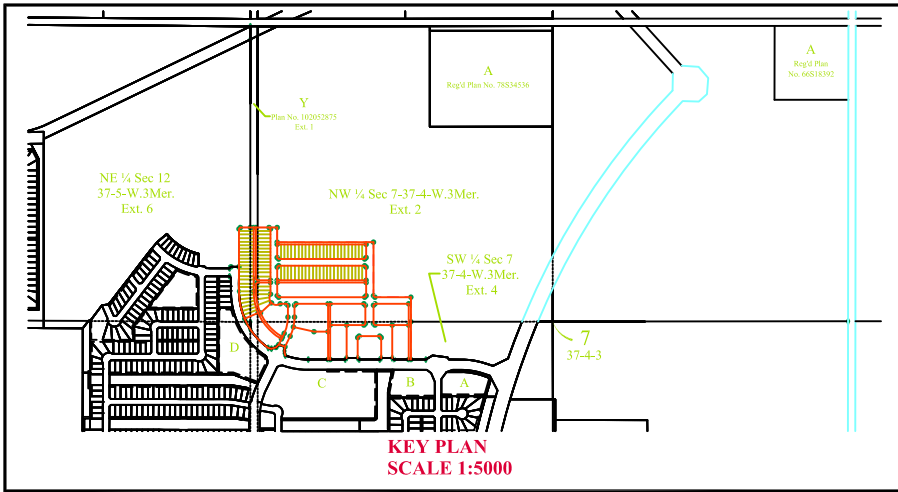 A
Reg'd Plan No. 78S34536
A
Reg'd Plan
No. 66S18392
Y
Plan No. 102052875
Ext. 1
NE ¼ Sec 12
37-5-W.3Mer.
Ext. 6
NW ¼ Sec 7-37-4-W.3Mer.
Ext. 2
SW ¼ Sec 7
37-4-W.3Mer.
Ext. 4
7
37-4-3
D
C
B
A
KEY PLAN
SCALE 1:5000